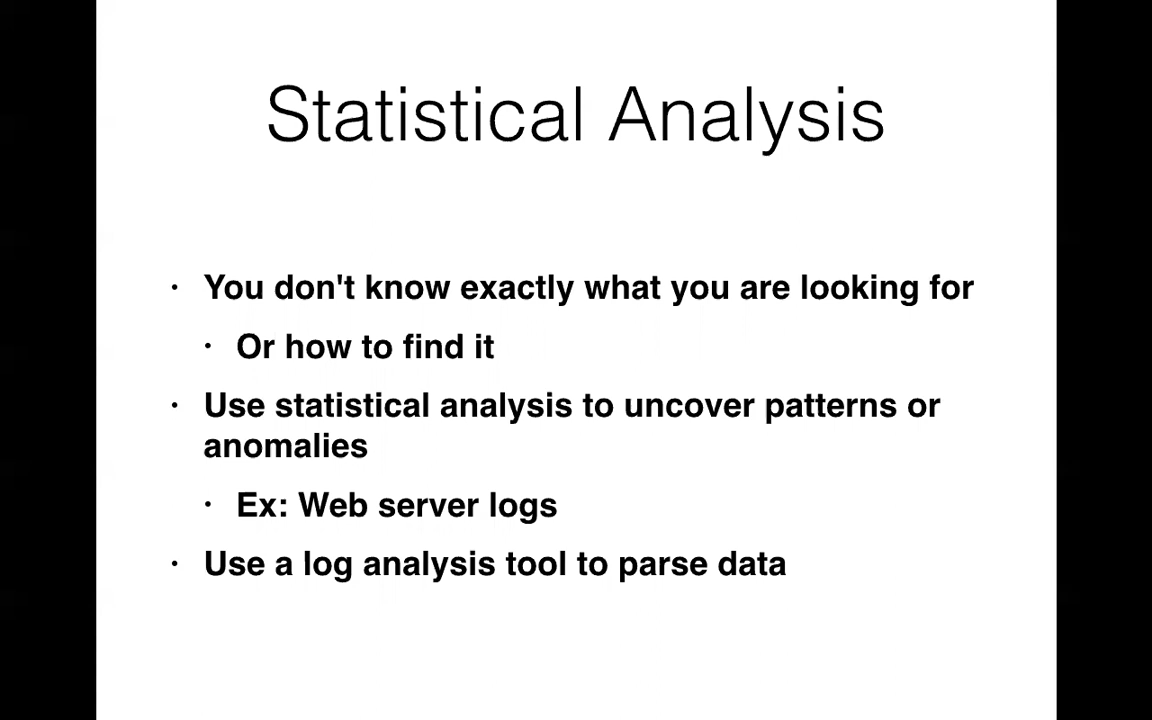 Statistical Analysis
· You don't know exactly what you are looking for
· Or how to find it
· Use statistical analysis to uncover patterns or
anomalies
· Ex: Web server logs
· Use a log analysis tool to parse data